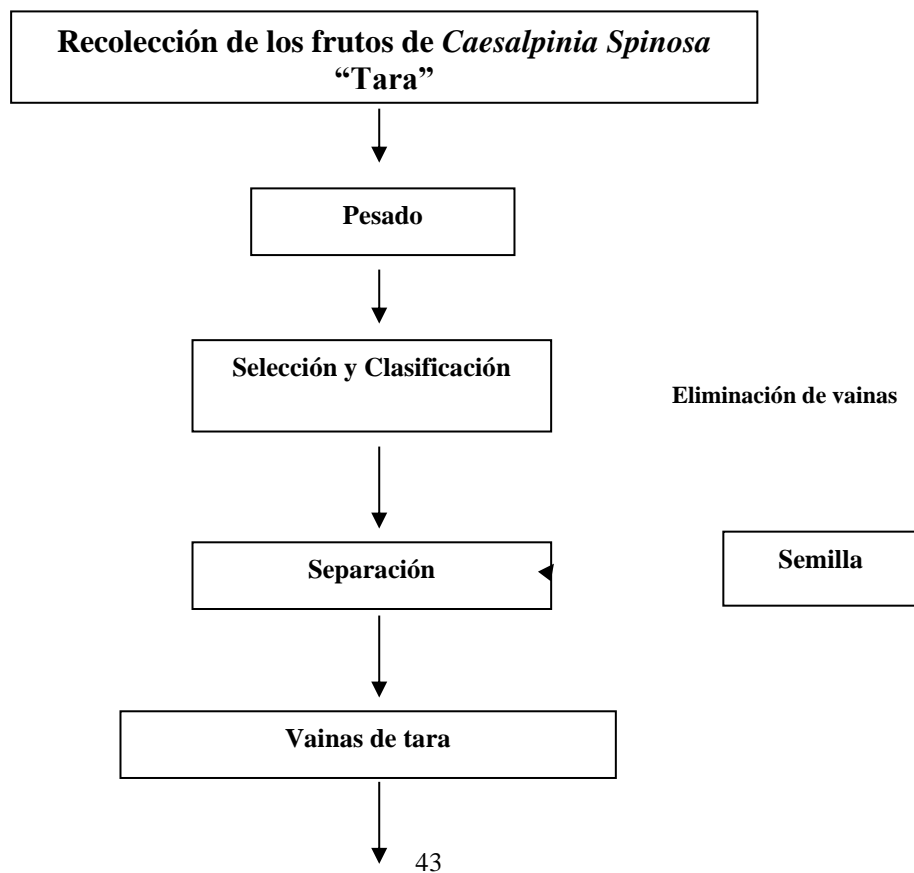 Recolección de los frutos de Caesalpinia Spinosa
“Tara”
Pesado
Selección y Clasificación
Eliminación de vainas
Separación
Semilla
Vainas de tara
43